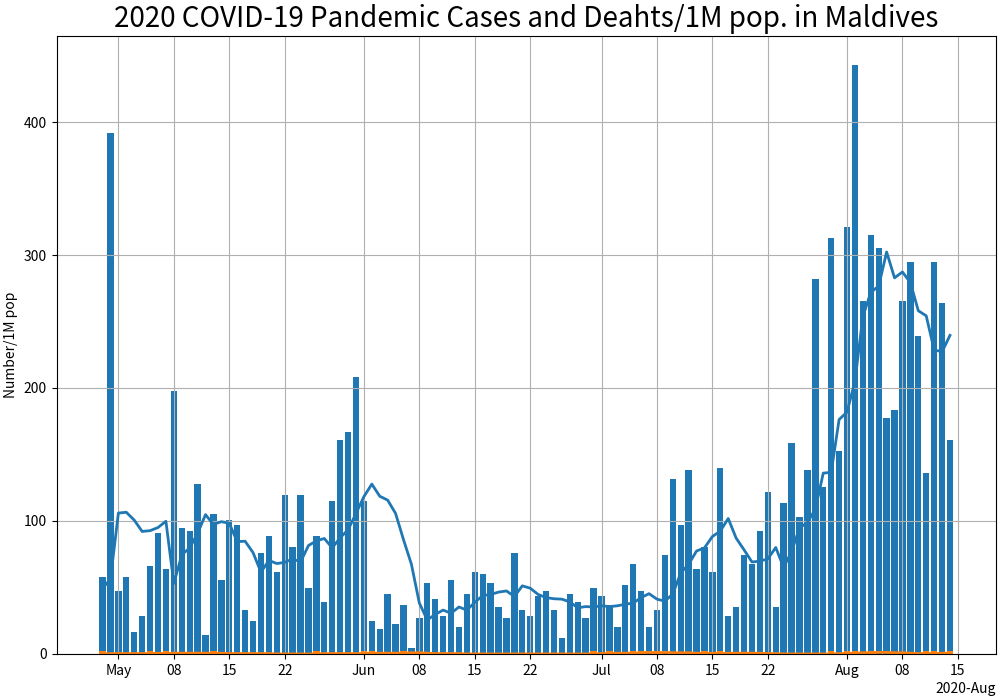 2020 COVID-19 Pandemic Cases and Deahts/1M pop. in Maldives
Number/1M pop
400
300
200
100
0
May 08 15 22 Jun 08 15 22 Jul 08 15 22 Aug 08 15
2020-Aug